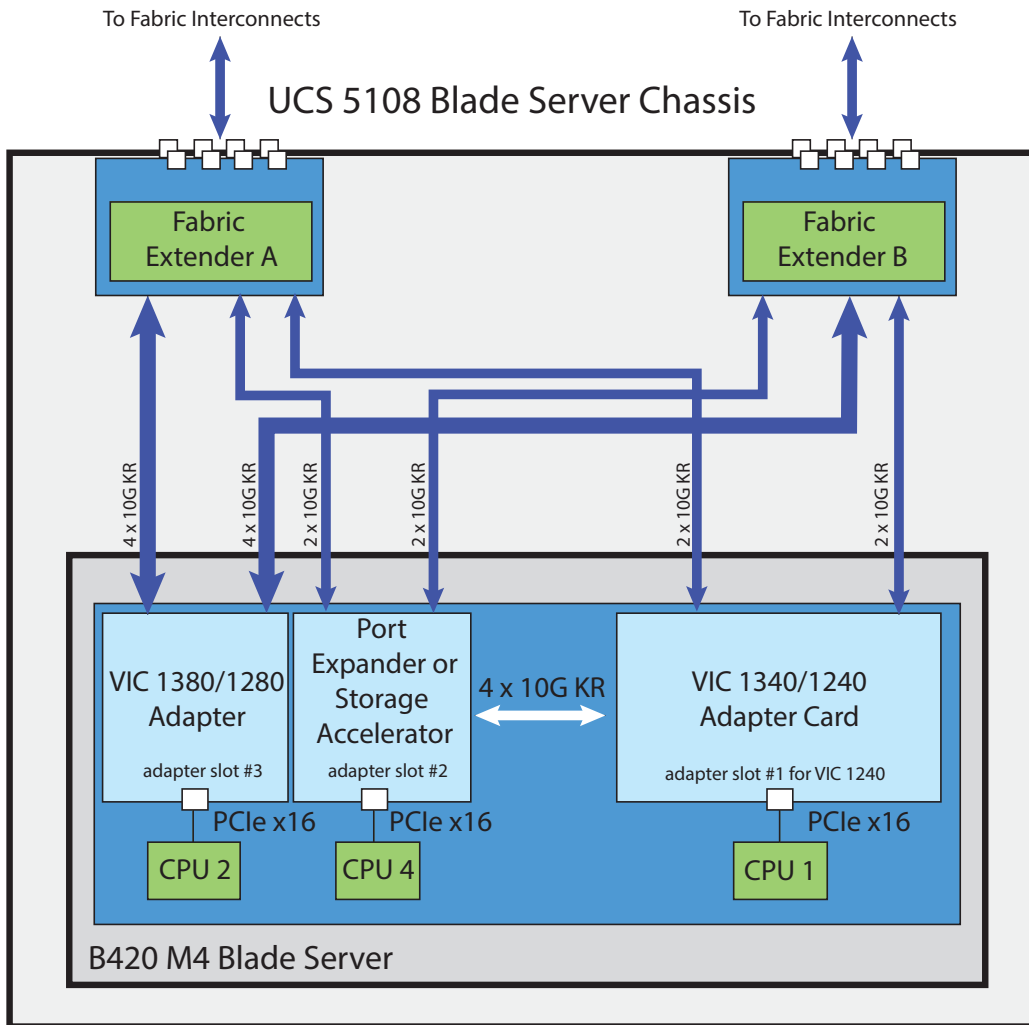 To Fabric Interconnects
To Fabric Interconnects
UCS 5108 Blade Server Chassis
Fabric
Extender A
Fabric
Extender B
4 x 10G KR
4 x 10G KR
2 x 10G KR
2 x 10G KR
2 x 10G KR
2 x 10G KR
VIC 1380/1280
Adapter
adapter slot #3
Port
Expander or
Storage
Accelerator
adapter slot #2
4 x 10G KR
VIC 1340/1240
Adapter Card
adapter slot #1 for VIC 1240
PCIe x16
PCIe x16
PCIe x16
CPU 2
CPU 4
CPU 1
B420 M4 Blade Server